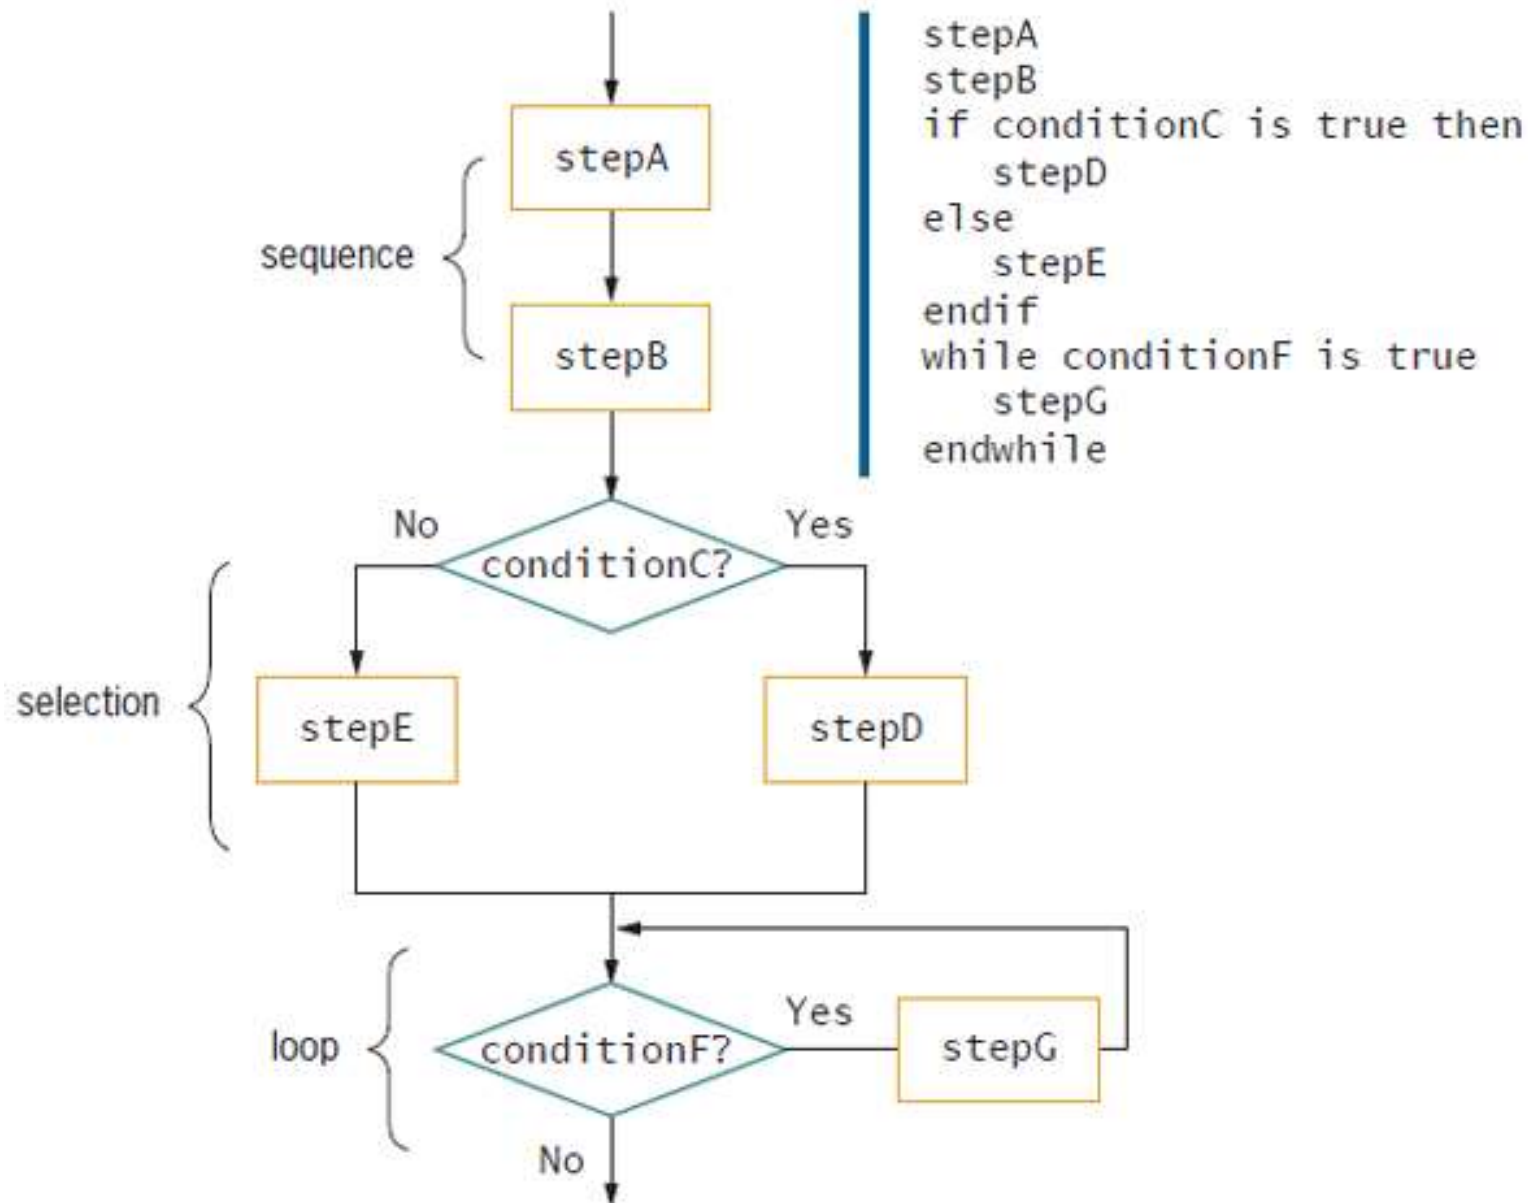 stepA
stepB
if conditionC is true then
   stepD
else
   stepE
endif
while conditionF is true
   stepG
endwhile
stepA
sequence
stepB
No
Yes
conditionC?
selection
stepE
stepD
loop
conditionF?
Yes
stepG
No